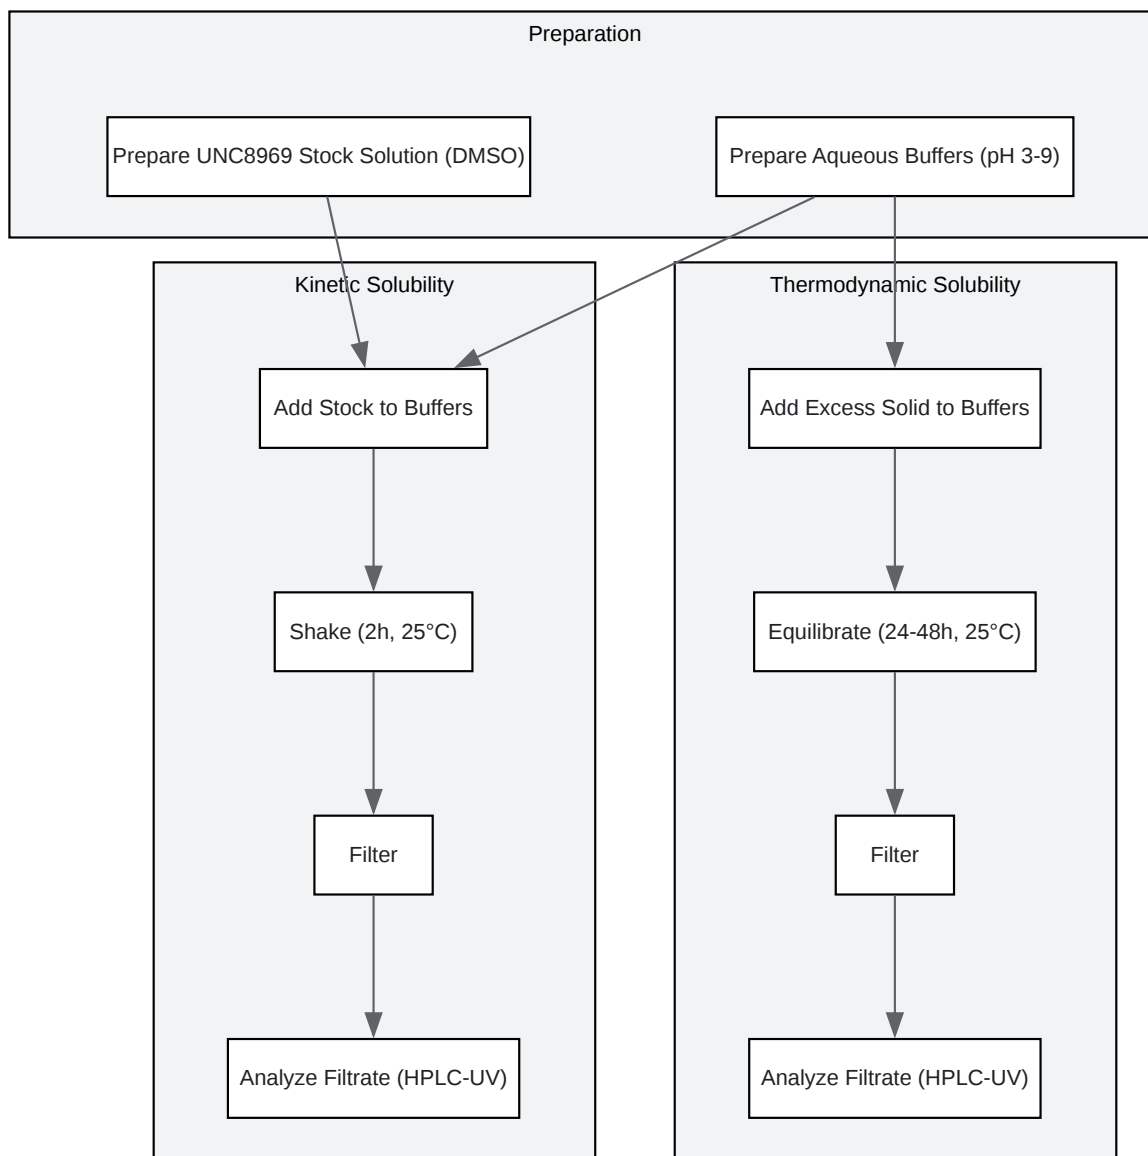 Preparation
Prepare UNC8969 Stock Solution (DMSO)
Prepare Aqueous Buffers (pH 3-9)
Kinetic Solubility
Add Stock to Buffers
Shake (2h, 25°C)
Filter
Analyze Filtrate (HPLC-UV)
Thermodynamic Solubility
Add Excess Solid to Buffers
Equilibrate (24-48h, 25°C)
Filter
Analyze Filtrate (HPLC-UV)